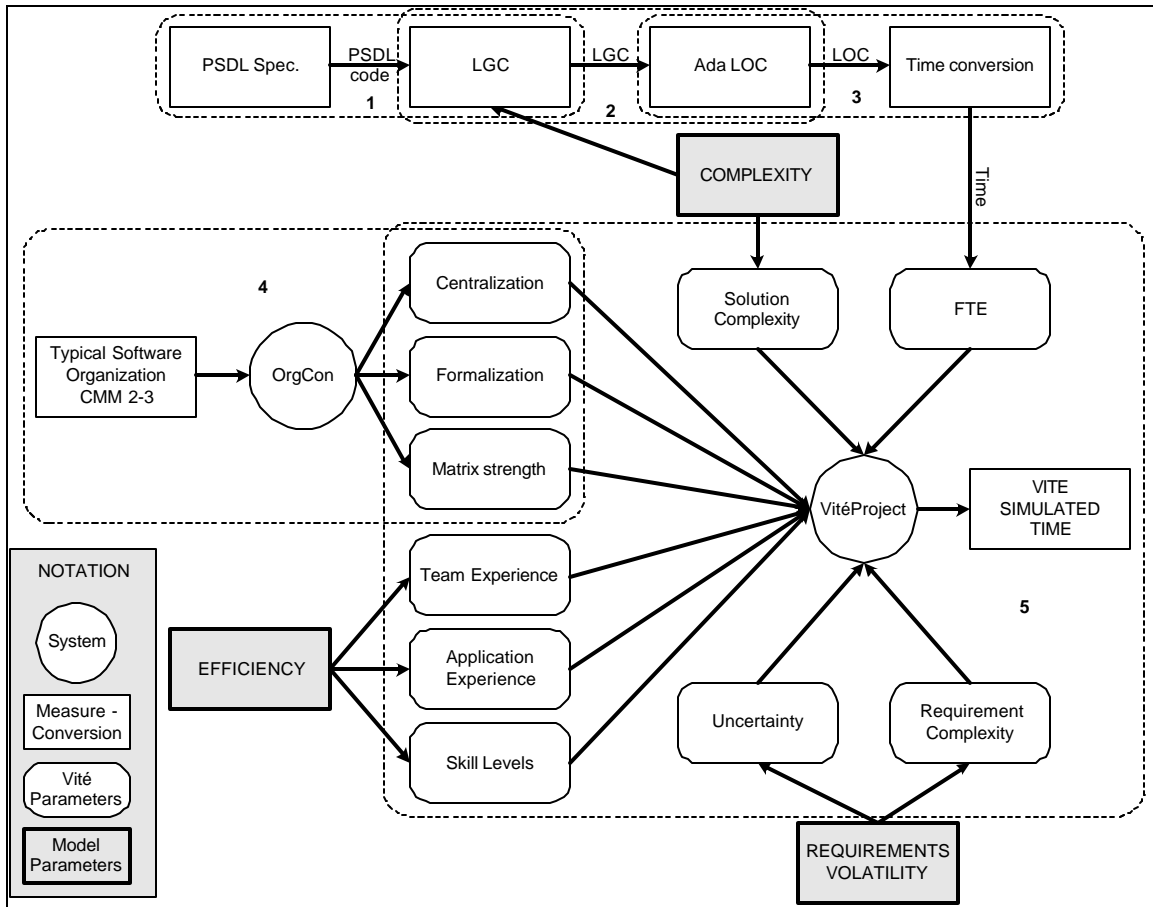 PSDL Spec.
PSDL
code
LGC
LGC
Ada LOC
LOC
Time conversion
1
2
3
COMPLEXITY
Time
4
Centralization
Solution
Complexity
FTE
Typical Software
Organization
CMM 2-3
OrgCon
Formalization
Matrix strength
VitéProject
VITE
SIMULATED
TIME
NOTATION
System
Measure -
Conversion
Vité
Parameters
Model
Parameters
EFFICIENCY
Team Experience
Application
Experience
Skill Levels
5
Uncertainty
Requirement
Complexity
REQUIREMENTS
VOLATILITY